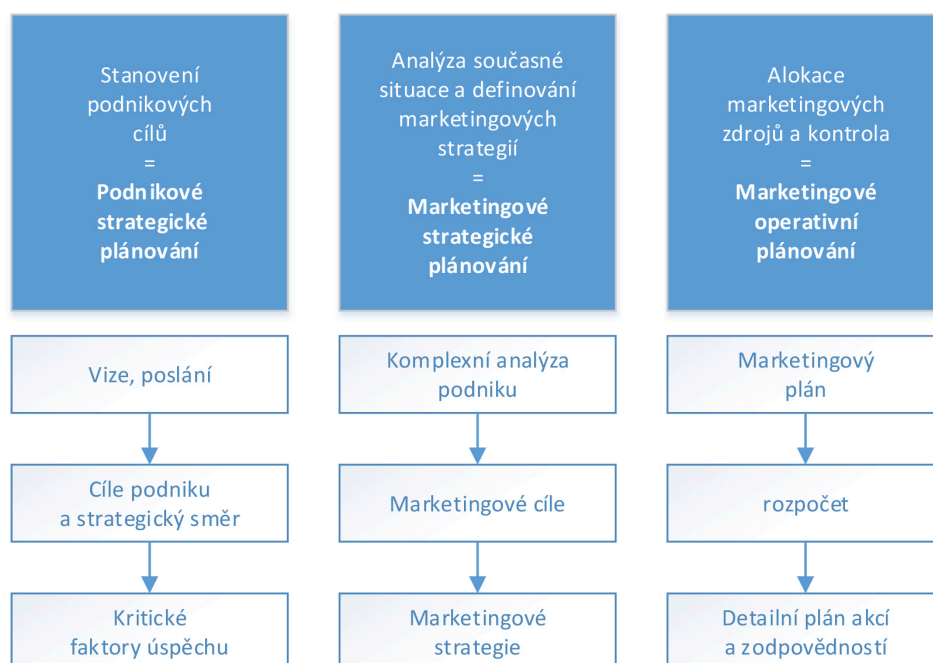 Stanovení
podnikových
cílů
=
Podnikové
strategické
plánování
Analýza současné
situace a definování
marketingových
strategií
=
Marketingové
strategické
plánování
Alokace
marketingových
zdrojů a kontrola
=
Marketingové
operativní
plánování
Vize, poslání
Cíle podniku
a strategický směr
Kritické
faktory úspěchu
Komplexní analýza
podniku
Marketingové cíle
Marketingové
strategie
Marketingový
plán
rozpočet
Detailní plán akcí
a zodpovědností